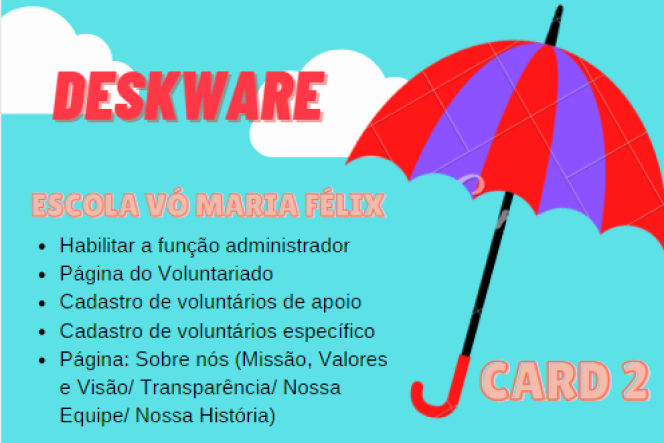 DESKWARE
ESCOLA VÓ MARIA FÉLIX
• Habilitar a função administrador
• Página do Voluntariado
• Cadastro de voluntários de apoio
• Cadastro de voluntários específico
• Página: Sobre nós (Missão, Valores
e Visão/ Transparência/ Nossa
Equipe/ Nossa História)
CARD 2